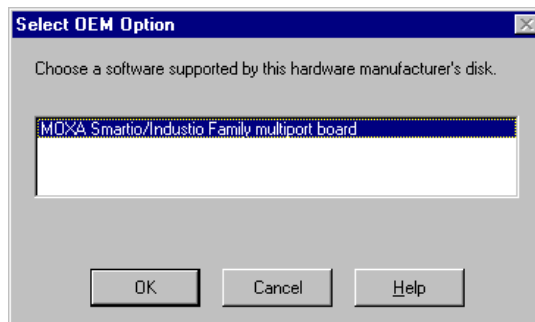 Select OEM Option
Choose a software supported by this hardware manufacturer's disk.
MOXA Smartio/Industio Family multiport board
OK Cancel Help